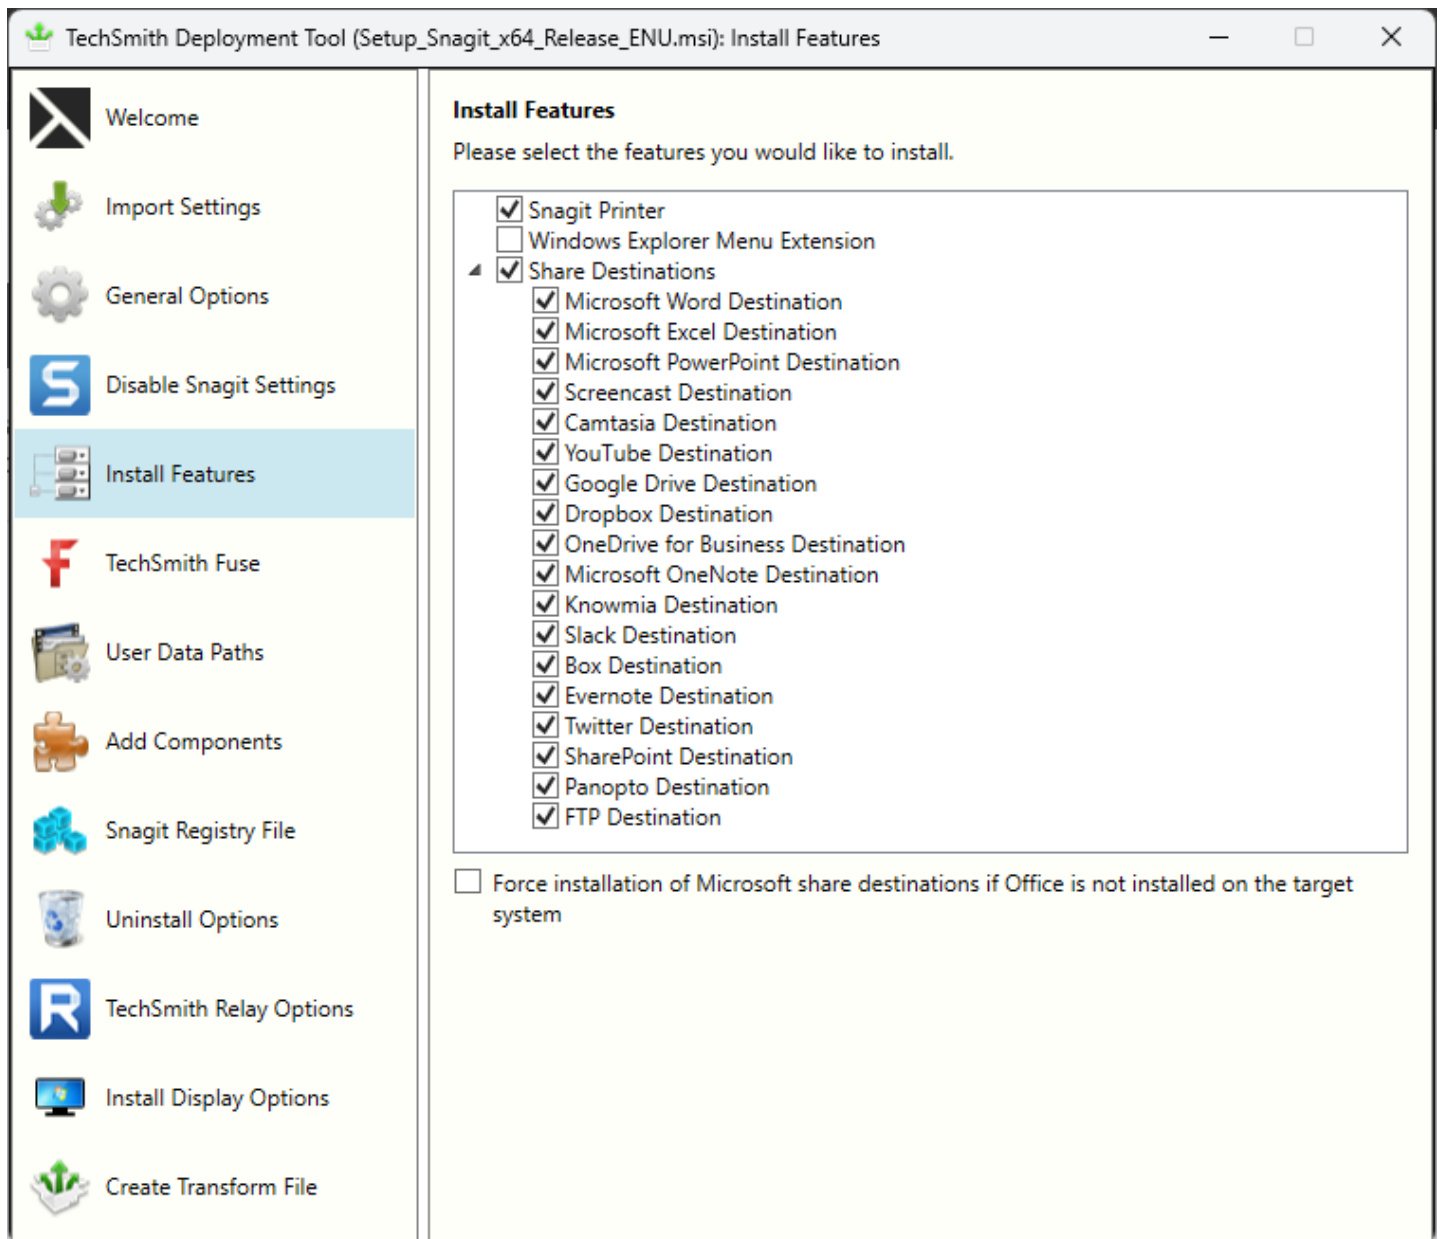 TechSmith Deployment Tool (Setup_Snagit_x64_Release_ENU.msi): Install Features
Welcome
Import Settings
General Options
Disable Snagit Settings
Install Features
TechSmith Fuse
User Data Paths
Add Components
Snagit Registry File
Uninstall Options
TechSmith Relay Options
Install Display Options
Create Transform File
Install Features
Please select the features you would like to install.
Snagit Printer
Windows Explorer Menu Extension
Share Destinations
Microsoft Word Destination
Microsoft Excel Destination
Microsoft PowerPoint Destination
Screencast Destination
Camtasia Destination
YouTube Destination
Google Drive Destination
Dropbox Destination
OneDrive for Business Destination
Microsoft OneNote Destination
Knowmia Destination
Slack Destination
Box Destination
Evernote Destination
Twitter Destination
SharePoint Destination
Panopto Destination
FTP Destination
Force installation of Microsoft share destinations if Office is not installed on the target
system